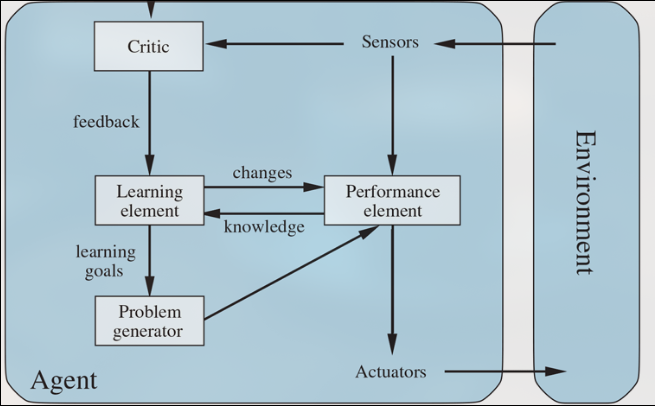 Critic
Sensors
feedback
changes
Learning
element
Performance
element
knowledge
learning
goals
Problem
generator
Agent
Actuators
Environment